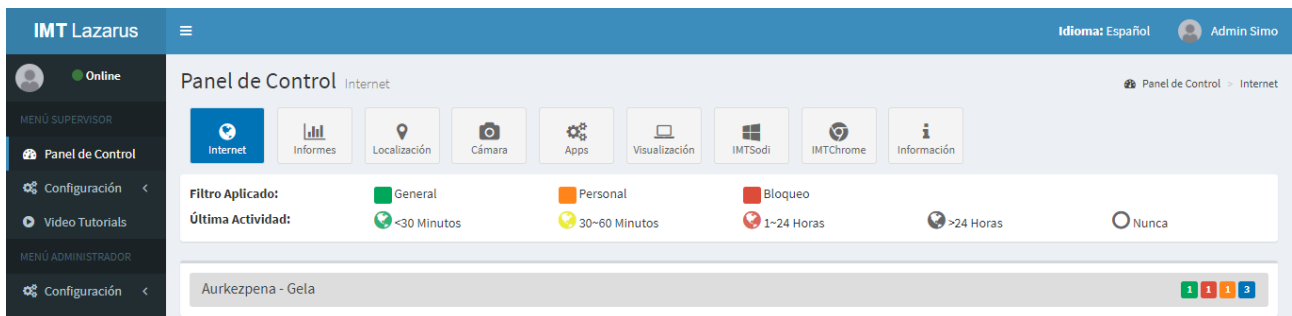 IMT Lazarus
Idioma: Español Admin Simo
Online
Panel de Control Internet
Panel de Control > Internet
MENÚ SUPERVISOR
Panel de Control
Configuración <
Video Tutorials
MENÚ ADMINISTRADOR
Configuración <
Internet Informes Localización Cámara Apps Visualización IMTSodi IMTChrome Información
Filtro Aplicado: General Personal Bloqueo
Última Actividad: <30 Minutos 30~60 Minutos 1~24 Horas >24 Horas Nunca
Aurkezpena - Gela 1 1 1 3